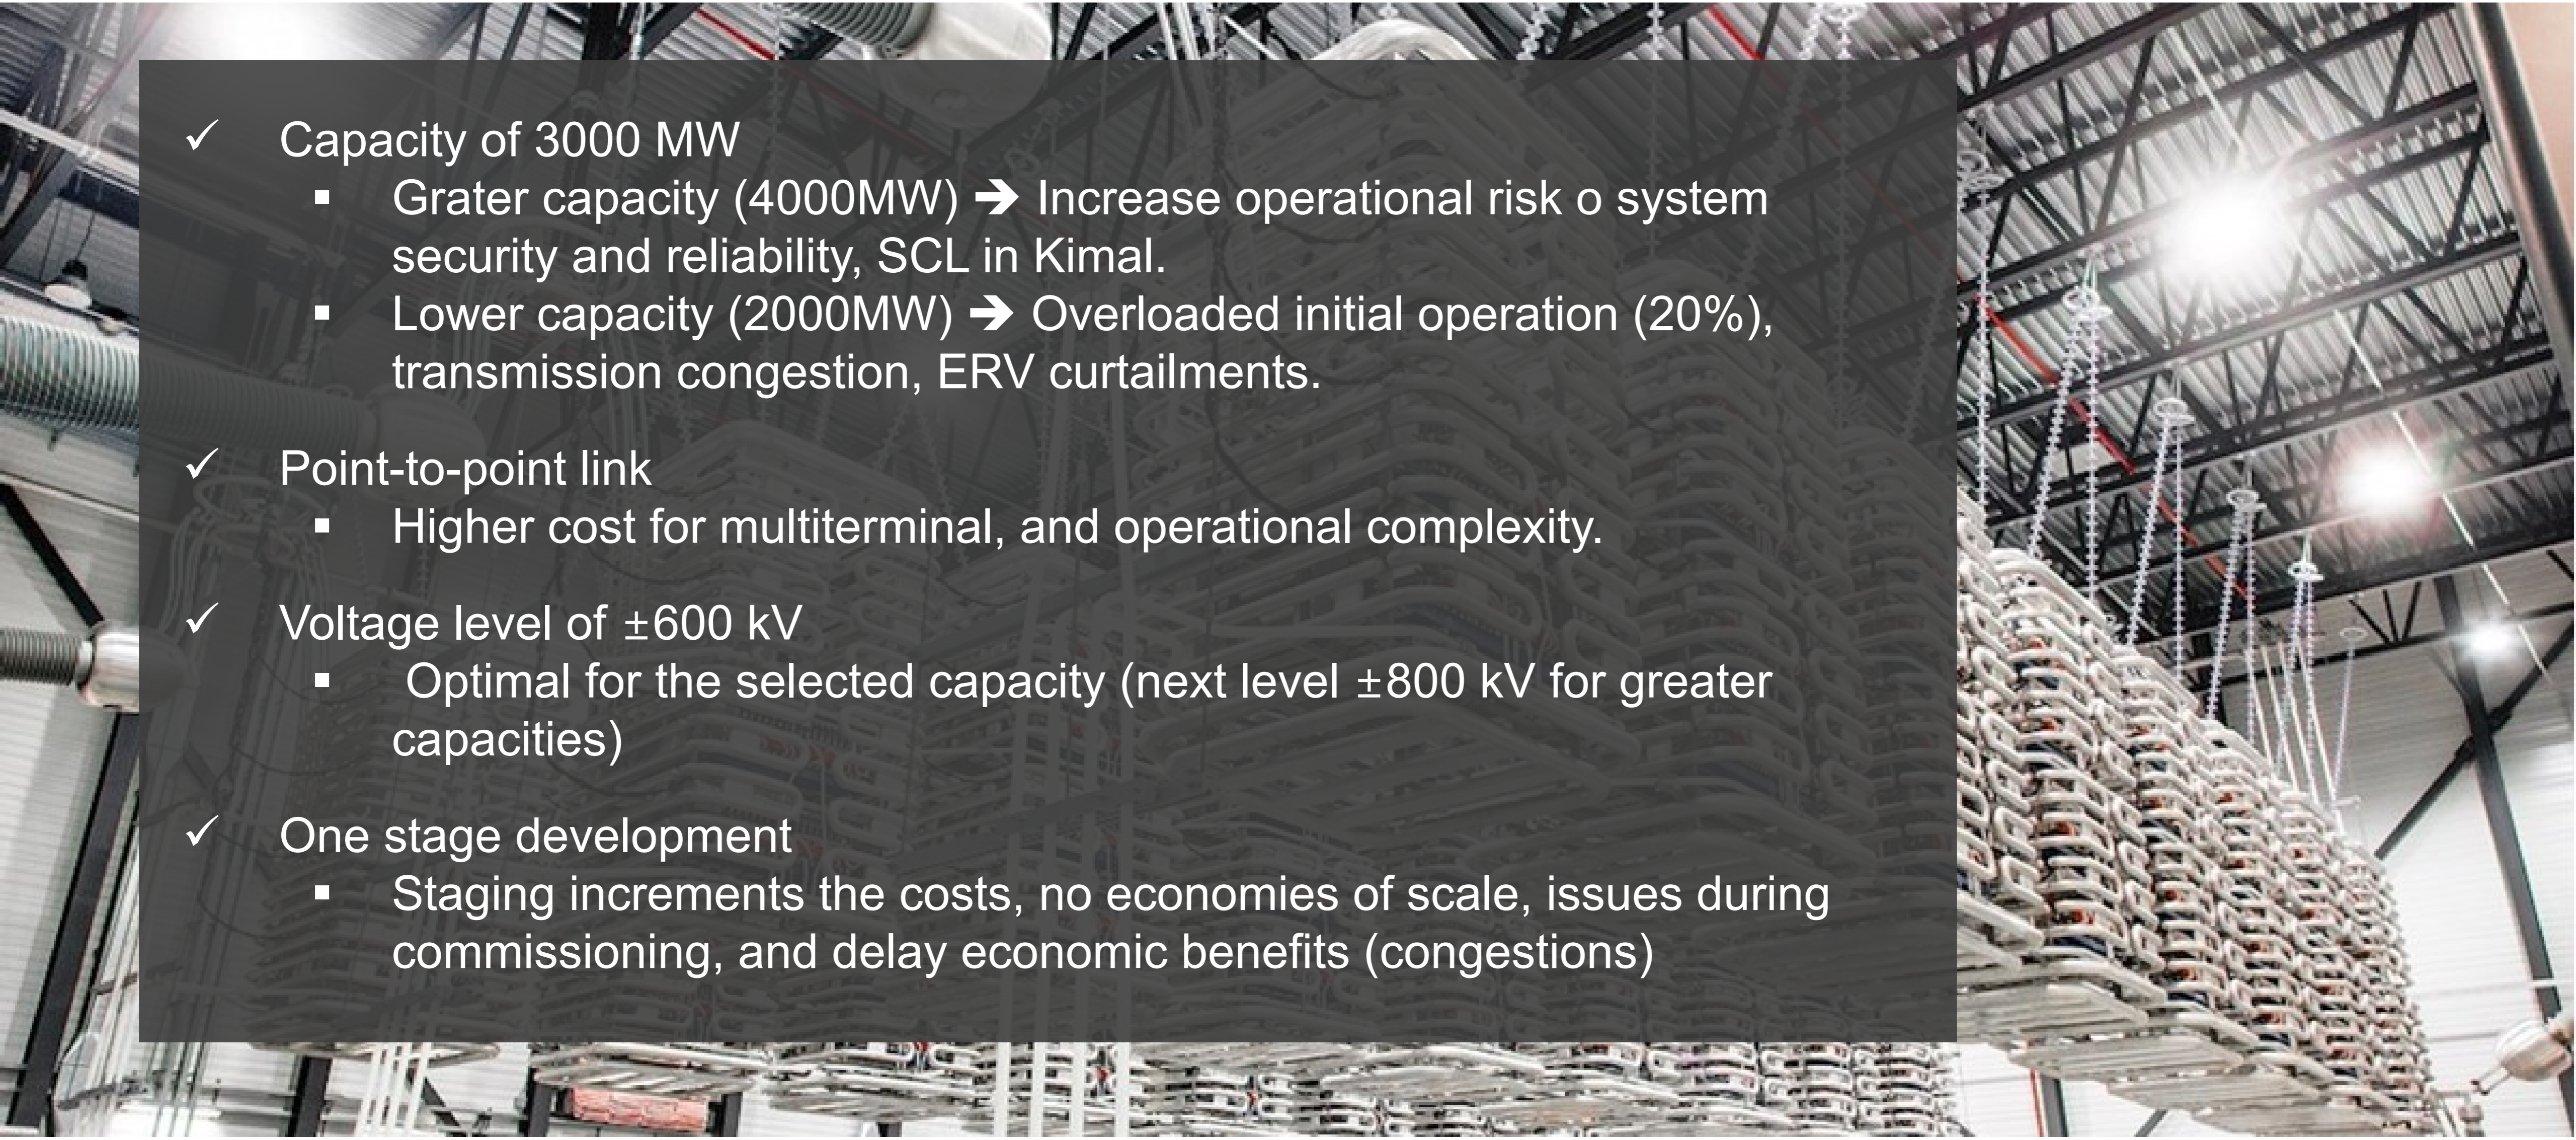 ✓ Capacity of 3000 MW
▪ Grater capacity (4000MW) ➔ Increase operational risk o system
security and reliability, SCL in Kimal.
▪ Lower capacity (2000MW) ➔ Overloaded initial operation (20%),
transmission congestion, ERV curtailments.
✓ Point-to-point link
▪ Higher cost for multiterminal, and operational complexity.
✓ Voltage level of ±600 kV
▪ Optimal for the selected capacity (next level ±800 kV for greater
capacities)
✓ One stage development
▪ Staging increments the costs, no economies of scale, issues during
commissioning, and delay economic benefits (congestions)